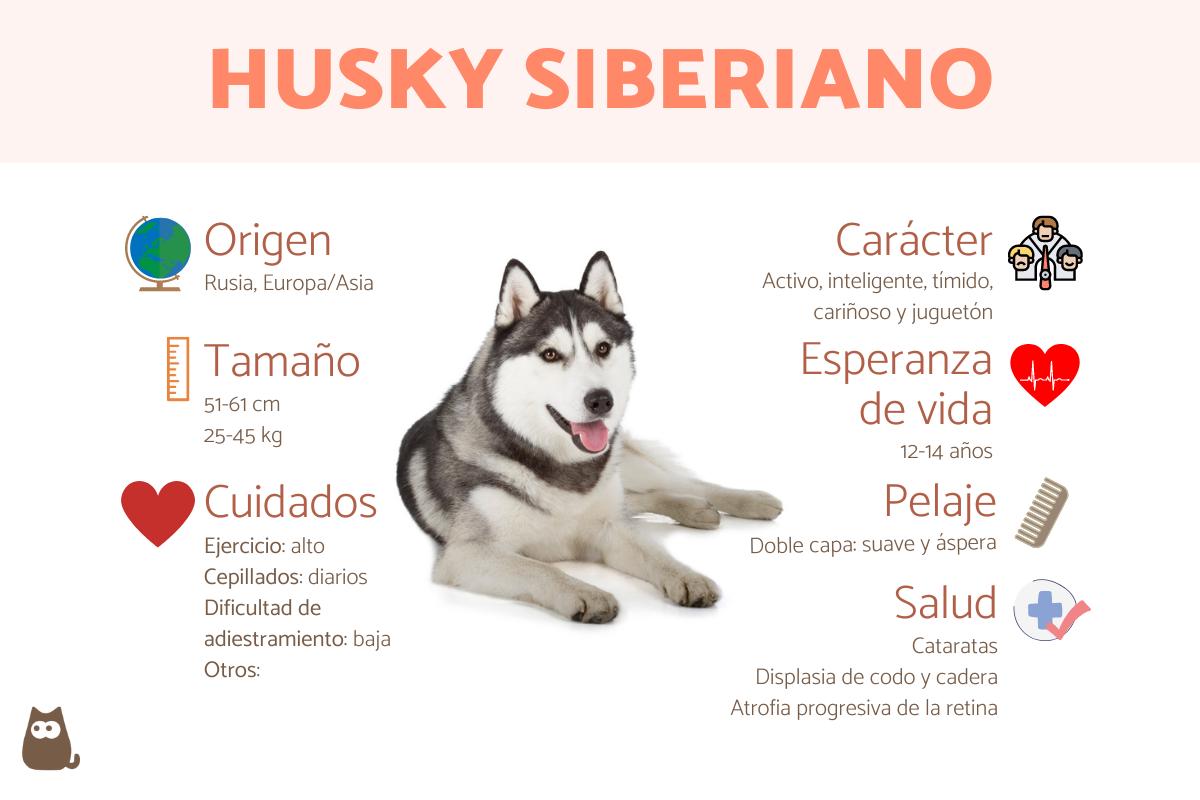 HUSKY SIBERIANO
Origen
Rusia, Europa/Asia
Tamaño
51-61 cm
25-45 kg
Cuidados
Ejercicio: alto
Cepillados: diarios
Dificultad de
adiestramiento: baja
Otros:
Carácter
Activo, inteligente, tímido,
cariñoso y juguetón
Esperanza
de vida
12-14 años
Pelaje
Doble capa: suave y áspera
Salud
Cataratas
Displasia de codo y cadera
Atrofia progresiva de la retina